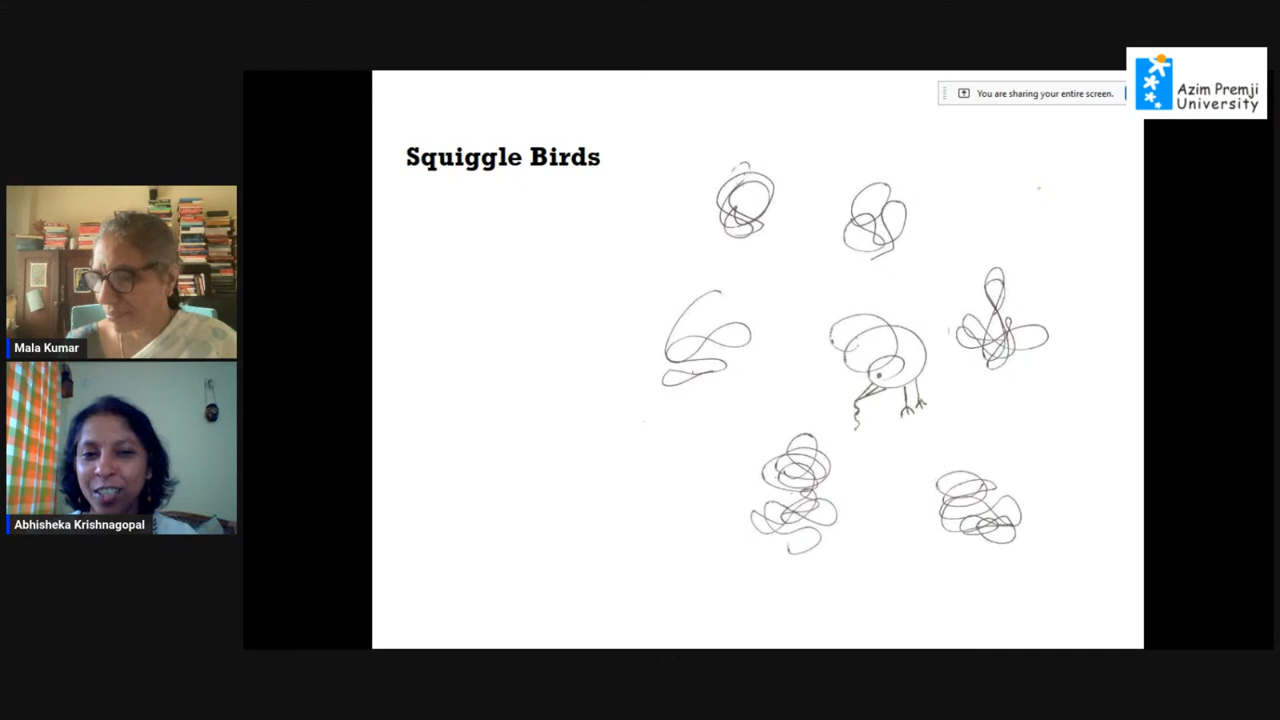 You are sharing your entire screen.
Azim Premji
University
Squiggle Birds
Mala Kumar
Abhisheka Krishnagopal